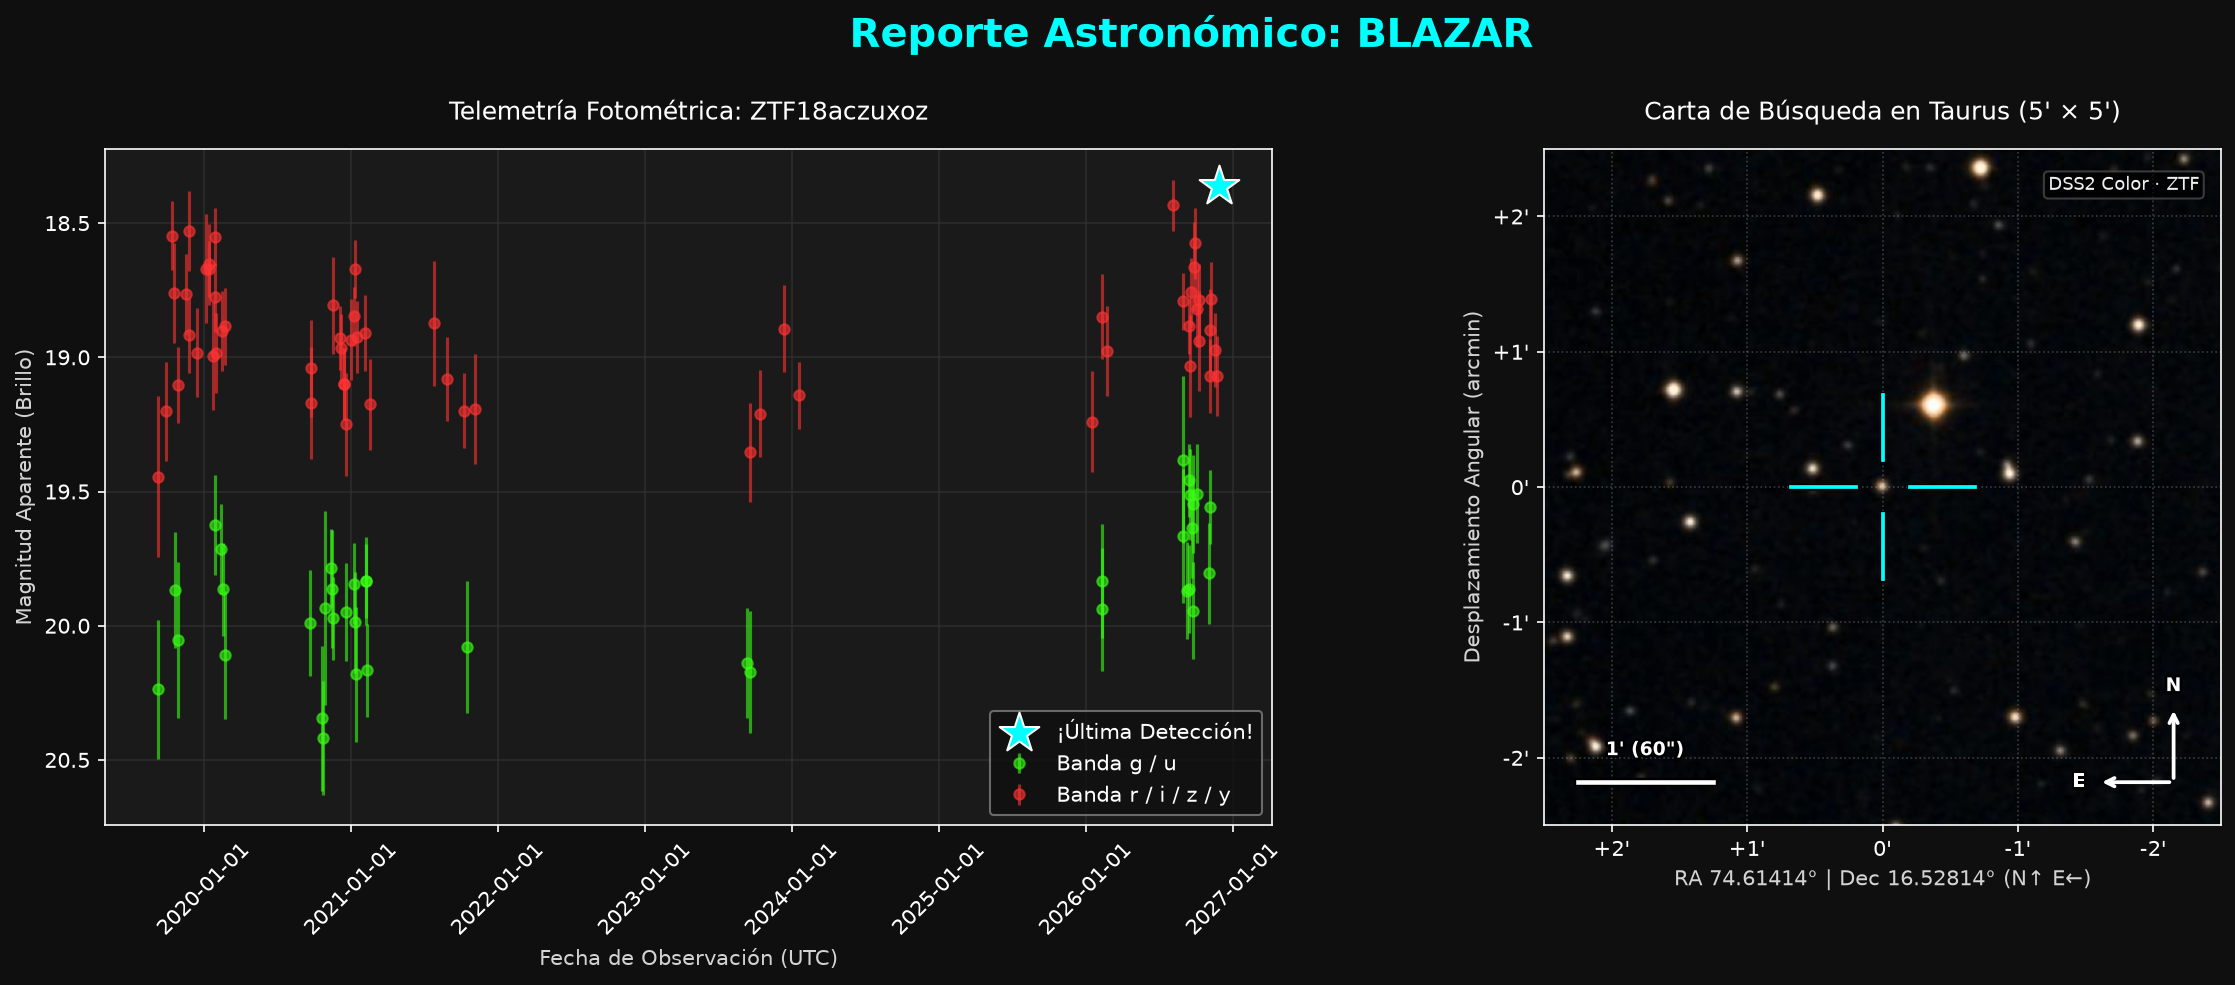 Reporte Astronómico: BLAZAR
Telemetría Fotométrica: ZTF18aczuxoz
Magnitud Aparente (Brillo)
18.5
19.0
19.5
20.0
20.5
¡Última Detección!
Banda g / u
Banda r / i / z / y
2020-01-01
2021-01-01
2022-01-01
2023-01-01
2024-01-01
2025-01-01
2026-01-01
2027-01-01
Fecha de Observación (UTC)
Carta de Búsqueda en Taurus (5' × 5')
DSS2 Color · ZTF
Desplazamiento Angular (arcmin)
+2'
+1'
0'
-1'
-2'
N
E
1' (60")
+2'
+1'
0'
-1'
-2'
RA 74.61414° | Dec 16.52814° (N↑ E←)